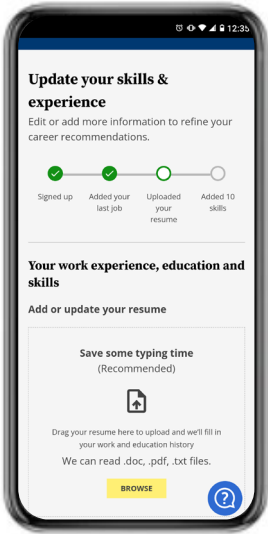 12:35
Update your skills &
experience
Edit or add more information to refine your
career recommendations.
Signed up
Added your
last job
Uploaded
your
resume
Added 10
skills
Your work experience, education and
skills
Add or update your resume
Save some typing time
(Recommended)
Drag your resume here to upload and we'll fill in
your work and education history
We can read .doc, .pdf, .txt files.
BROWSE